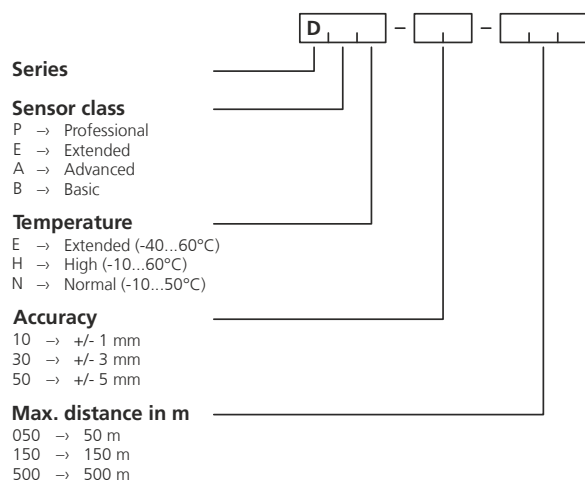 D – –
Series
Sensor class
P –› Professional
E –› Extended
A –› Advanced
B –› Basic
Temperature
E –› Extended (-40...60°C)
H –› High (-10...60°C)
N –› Normal (-10...50°C)
Accuracy
10 –› +/- 1 mm
30 –› +/- 3 mm
50 –› +/- 5 mm
Max. distance in m
050 –› 50 m
150 –› 150 m
500 –› 500 m